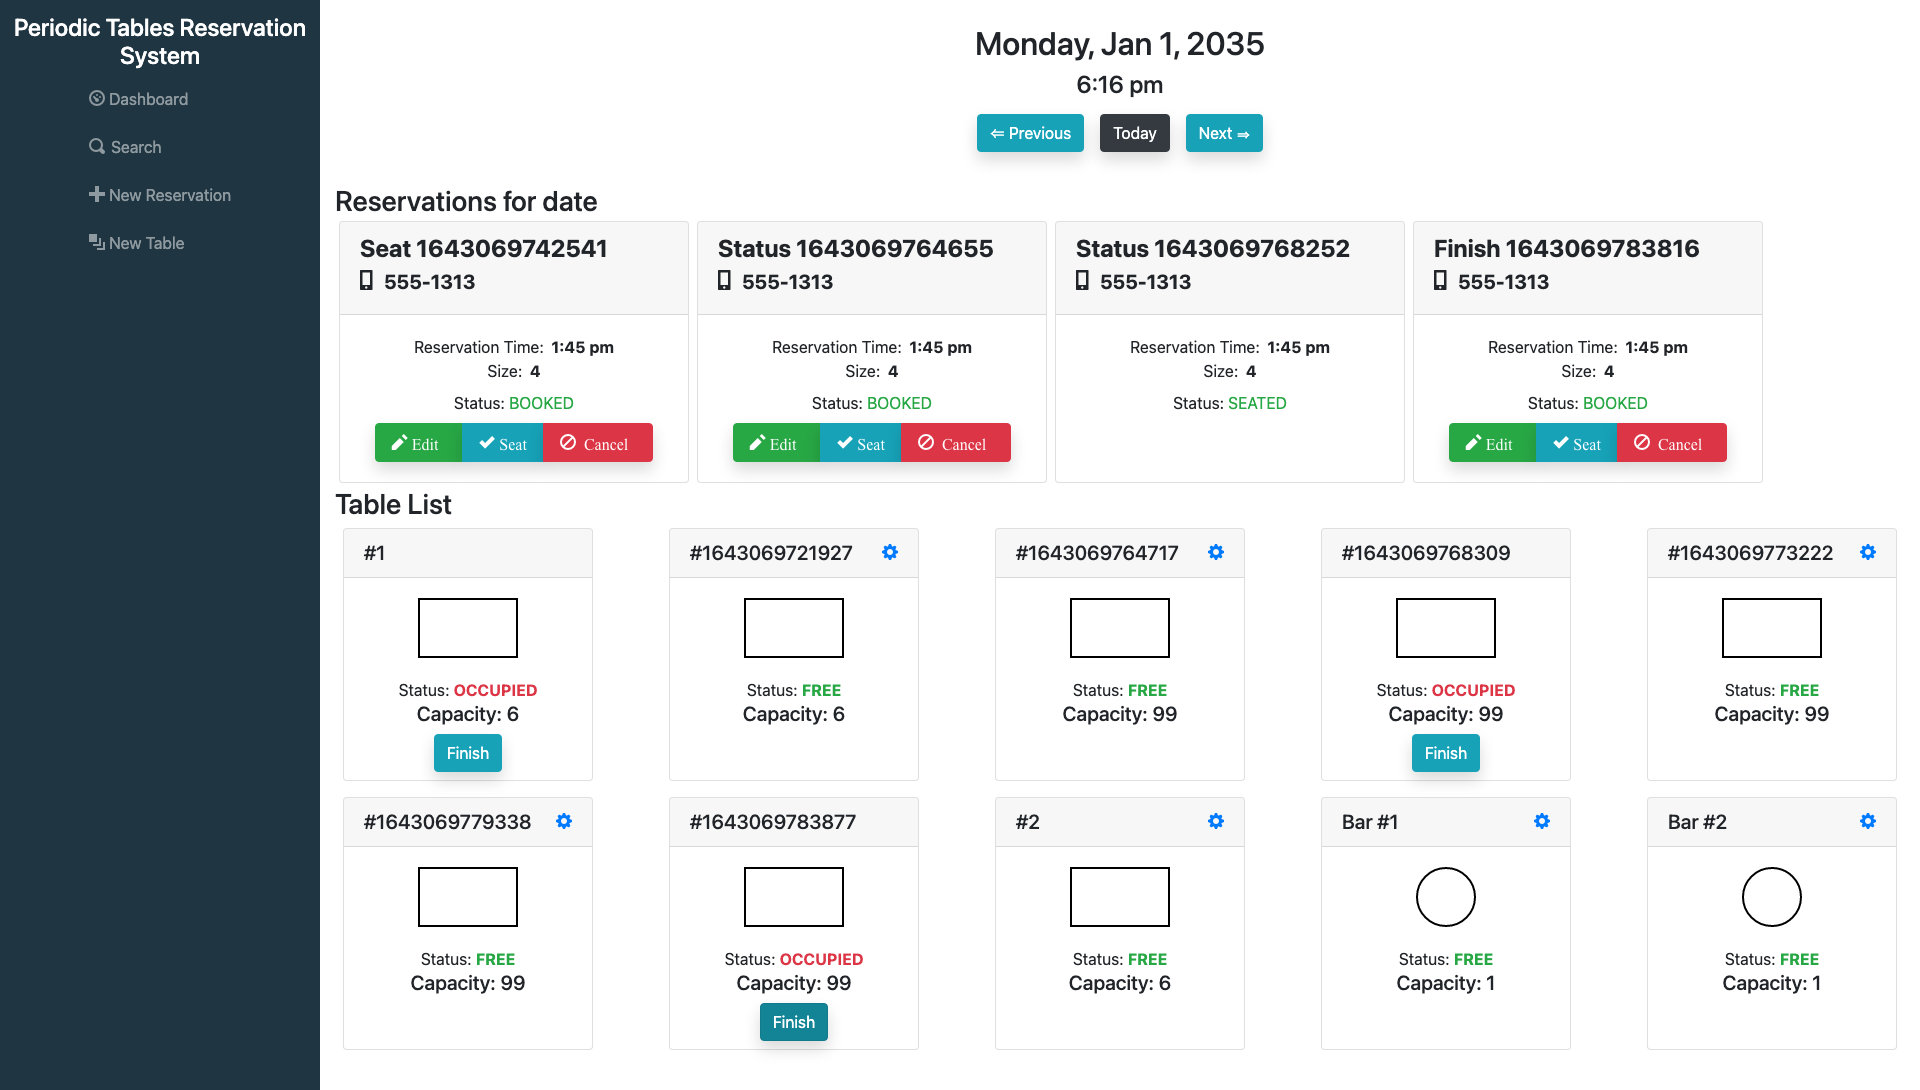 Periodic Tables Reservation
System
Dashboard
Search
New Reservation
New Table
Monday, Jan 1, 2035
6:16 pm
⇐ Previous
Today
Next ⇒
Reservations for date
Seat 1643069742541
555-1313
Reservation Time: 1:45 pm
Size: 4
Status: BOOKED
Edit
Seat
Cancel
Status 1643069764655
555-1313
Reservation Time: 1:45 pm
Size: 4
Status: BOOKED
Edit
Seat
Cancel
Status 1643069768252
555-1313
Reservation Time: 1:45 pm
Size: 4
Status: SEATED
Finish 1643069783816
555-1313
Reservation Time: 1:45 pm
Size: 4
Status: BOOKED
Edit
Seat
Cancel
Table List
#1
Status: OCCUPIED
Capacity: 6
Finish
#1643069721927
Status: FREE
Capacity: 6
#1643069764717
Status: FREE
Capacity: 99
#1643069768309
Status: OCCUPIED
Capacity: 99
Finish
#1643069773222
Status: FREE
Capacity: 99
#1643069779338
Status: FREE
Capacity: 99
#1643069783877
Status: OCCUPIED
Capacity: 99
Finish
#2
Status: FREE
Capacity: 6
Bar #1
Status: FREE
Capacity: 1
Bar #2
Status: FREE
Capacity: 1